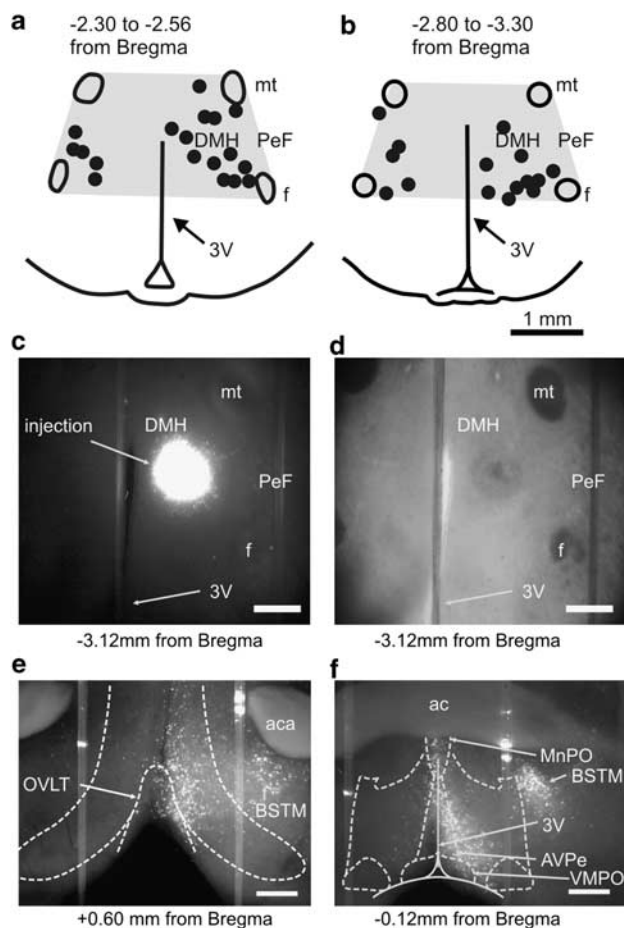 a
-2.30 to -2.56
from Bregma
mt
DMH PeF
f
3V
b
-2.80 to -3.30
from Bregma
mt
DMH PeF
f
3V
1 mm
c
mt
DMH
injection
PeF
f
3V
-3.12mm from Bregma
d
mt
DMH
PeF
f
3V
-3.12mm from Bregma
e
aca
OVLT
BSTM
+0.60 mm from Bregma
f
ac
MnPO
BSTM
3V
AVPe
VMPO
-0.12mm from Bregma